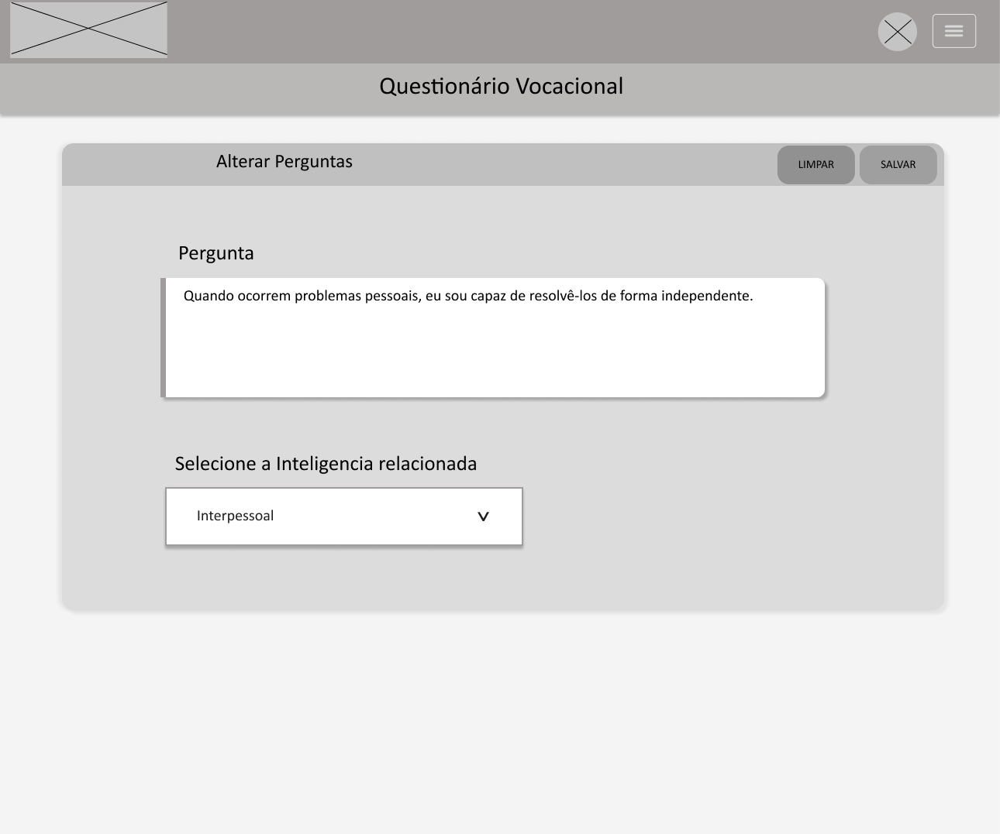 Questionário Vocacional
Alterar Perguntas
LIMPAR
SALVAR
Pergunta
Quando ocorrem problemas pessoais, eu sou capaz de resolvê-los de forma independente.
Selecione a Inteligencia relacionada
Interpessoal